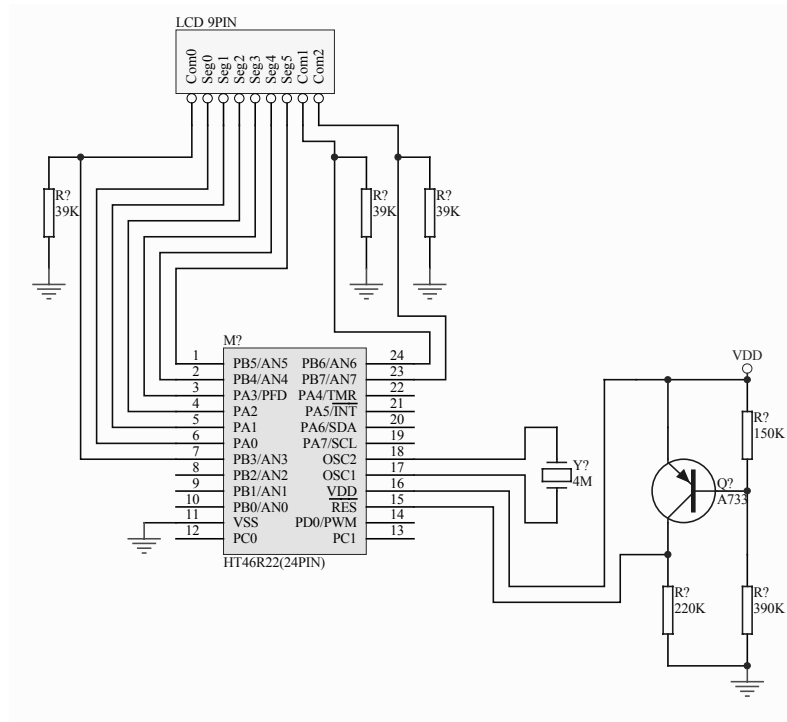 LCD 9PIN
Com0 Seg0 Seg1 Seg2 Seg3 Seg4 Seg5 Com1 Com2
R? R? R?
39K 39K 39K
M?
1 PB5/AN5 PB6/AN6 24
2 PB4/AN4 PB7/AN7 23
3 PA3/PFD PA4/TMR 22
4 PA2 PA5/INT 21
5 PA1 PA6/SDA 20
6 PA0 PA7/SCL 19
7 PB3/AN3 OSC2 18
8 PB2/AN2 OSC1 17
9 PB1/AN1 VDD 16
10 PB0/AN0 RES 15
11 VSS PD0/PWM 14
12 PC0 PC1 13
HT46R22(24PIN)
Y?
4M
VDD
R?
150K
Q?
A733
R? R?
220K 390K